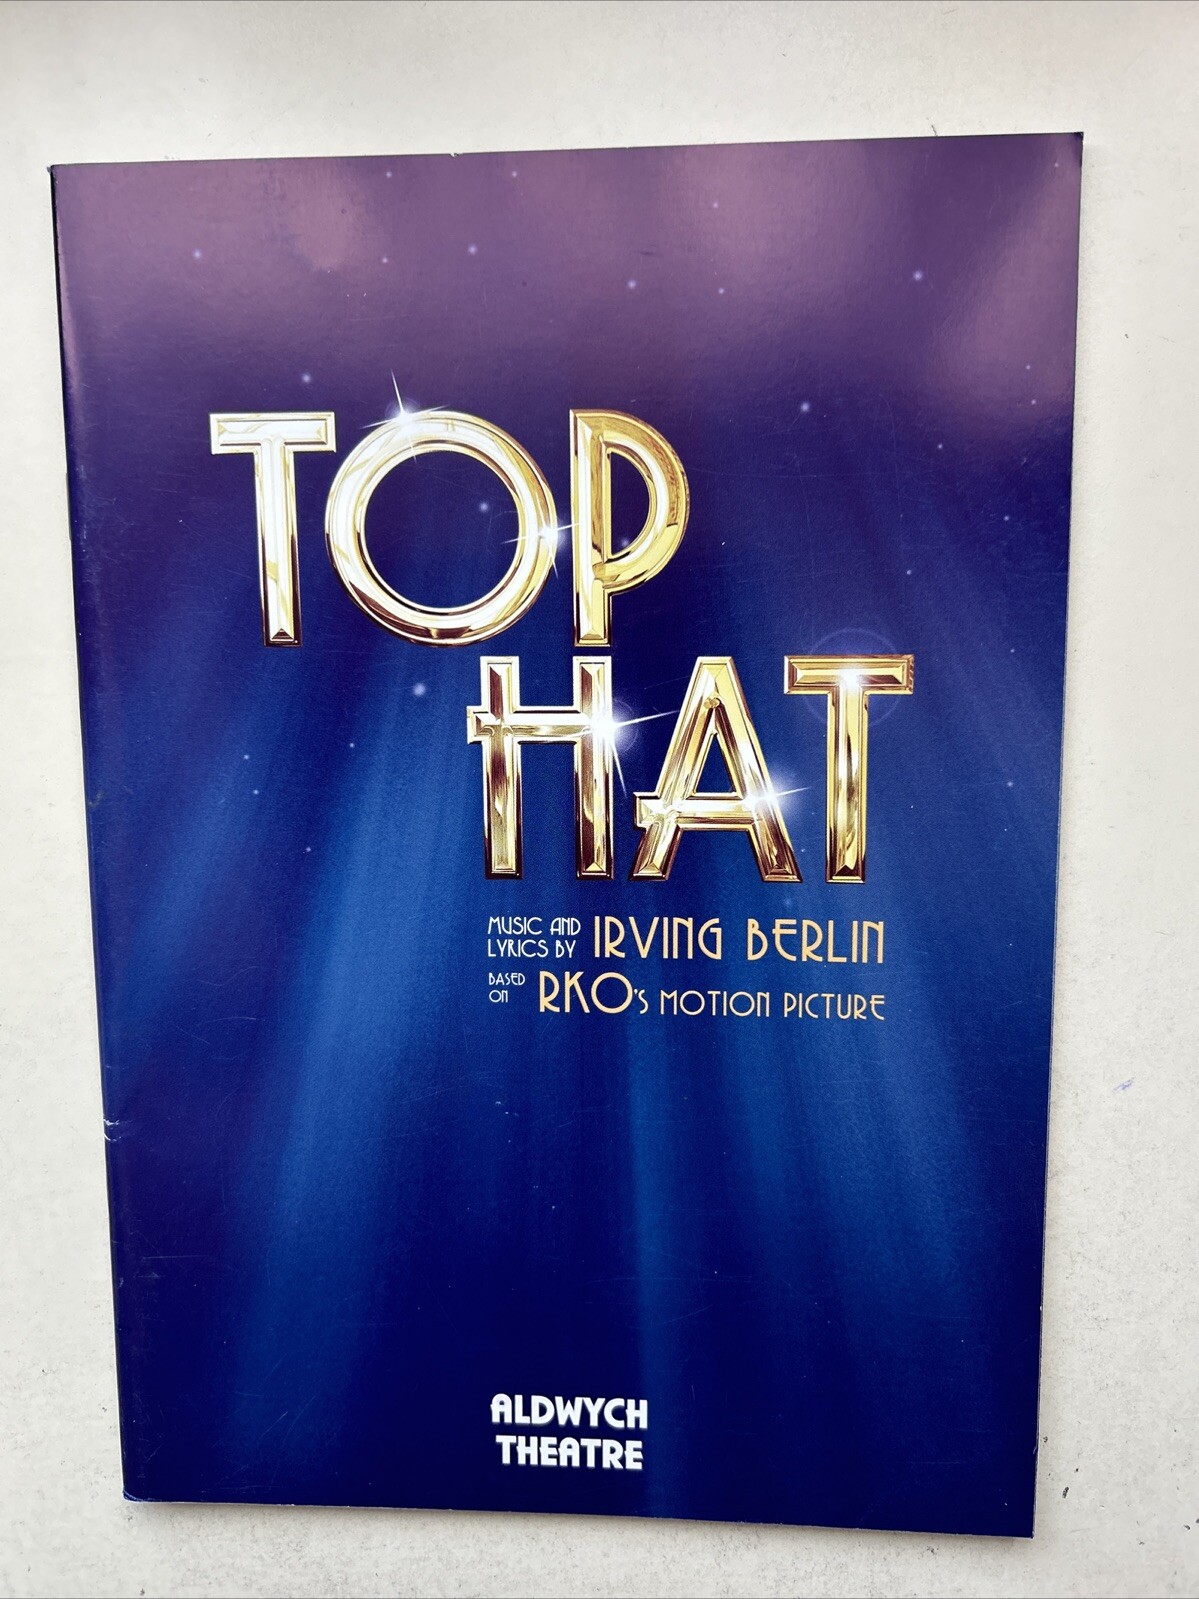 TOP
HAT
MUSIC AND
LYRICS BY IRVING BERLIN
BASED
ON RKO'S MOTION PICTURE
ALDWYCH
THEATRE